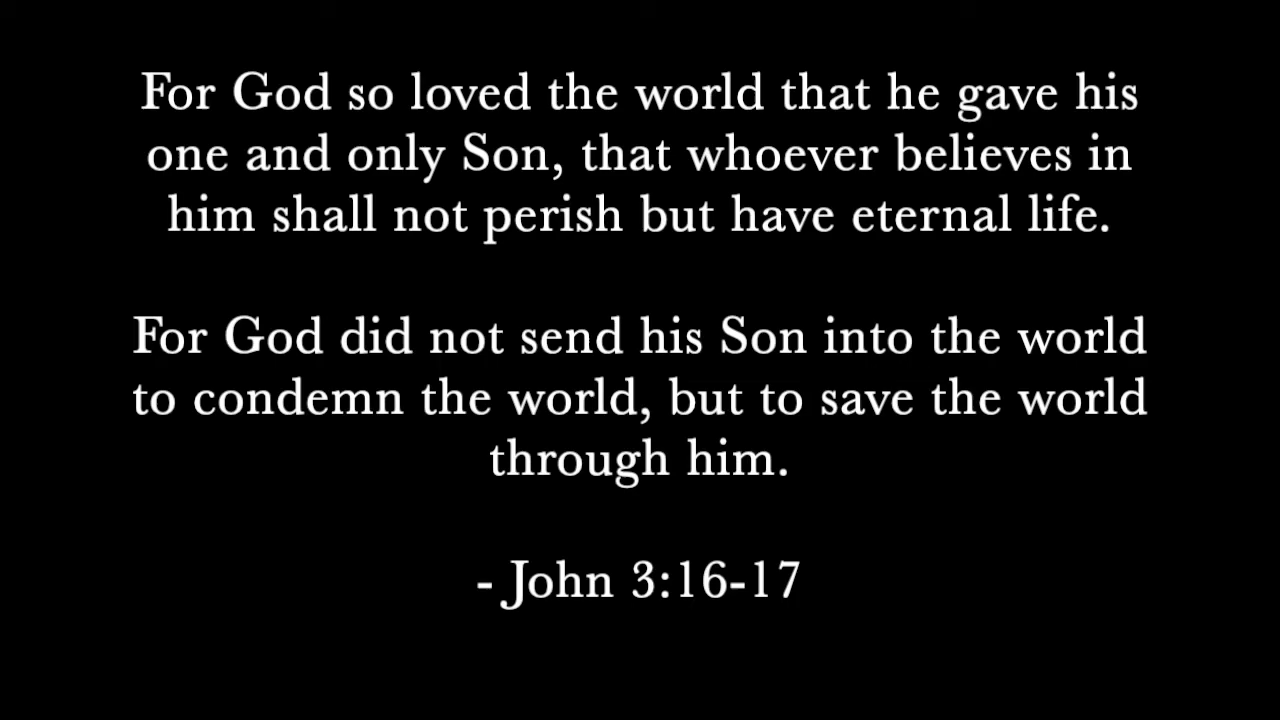 For God so loved the world that he gave his
one and only Son, that whoever believes in
him shall not perish but have eternal life.
For God did not send his Son into the world
to condemn the world, but to save the world
through him.
- John 3:16-17